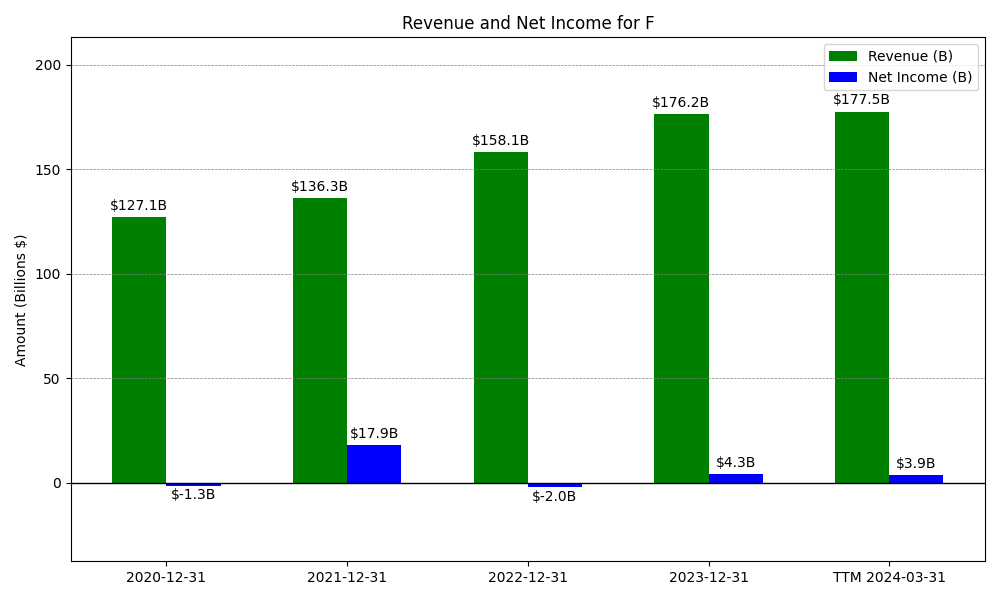 Revenue and Net Income for F
Revenue (B)
Net Income (B)
Amount (Billions $)
200
150
100
50
0
$127.1B
$-1.3B
$136.3B
$17.9B
$158.1B
$-2.0B
$176.2B
$4.3B
$177.5B
$3.9B
2020-12-31
2021-12-31
2022-12-31
2023-12-31
TTM 2024-03-31